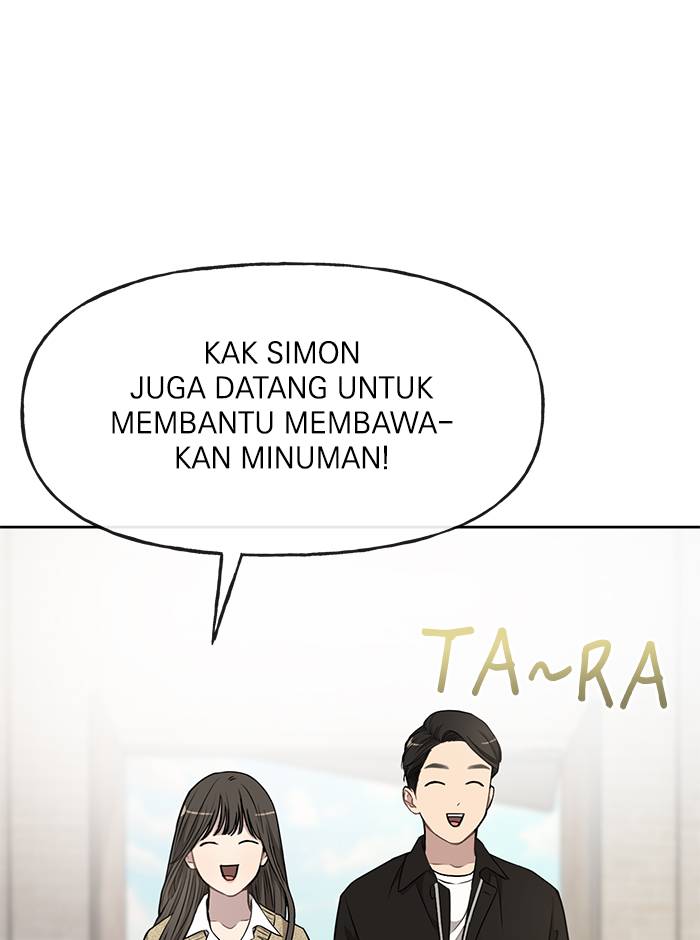 KAK SIMON
JUGA DATANG UNTUK
MEMBANTU MEMBAWA-
KAN MINUMAN!
TA~RA